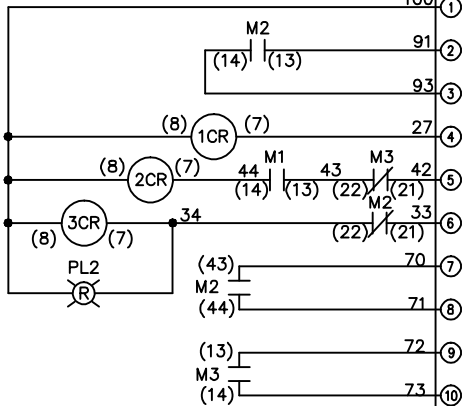 1
M2
91
2
(14) (13)
93
3
(8) 1CR (7)
27
4
(8) 2CR (7)
44 M1 43 M3 42
5
(14) (13) (22) (21)
3CR 34 M2 33
6
(8) (7) (22) (21)
PL2
R
(43) 70
7
M2
(44) 71
8
(13) 72
9
M3
(14) 73
10